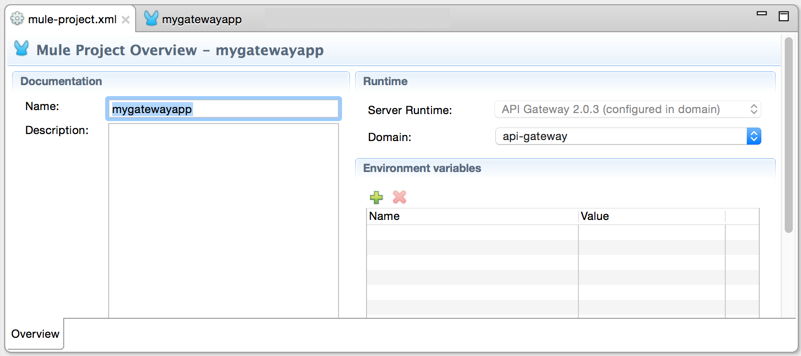 mule-project.xml
mygatewayapp
Mule Project Overview - mygatewayapp
Documentation
Name:
mygatewayapp
Description:
Runtime
Server Runtime:
API Gateway 2.0.3 (configured in domain)
Domain:
api-gateway
Environment variables
Name
Value
Overview